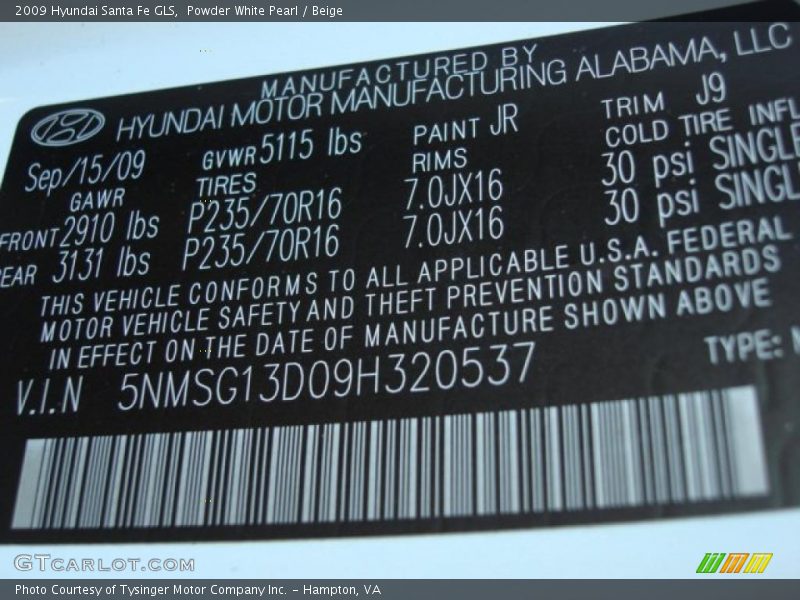 2009 Hyundai Santa Fe GLS, Powder White Pearl / Beige
MANUFACTURED BY
HYUNDAI MOTOR MANUFACTURING ALABAMA, LLC
Sep/15/09 GVWR 5115 lbs PAINT JR TRIM J9
GAWR TIRES RIMS COLD TIRE INFL
FRONT 2910 lbs P235/70R16 7.0JX16 30 psi SINGLE
REAR 3131 lbs P235/70R16 7.0JX16 30 psi SINGL
THIS VEHICLE CONFORMS TO ALL APPLICABLE U.S.A. FEDERAL
MOTOR VEHICLE SAFETY AND THEFT PREVENTION STANDARDS
IN EFFECT ON THE DATE OF MANUFACTURE SHOWN ABOVE
V.I.N 5NMSG13D09H320537 TYPE:
GTCARLOT.COM
Photo Courtesy of Tysinger Motor Company Inc. - Hampton, VA